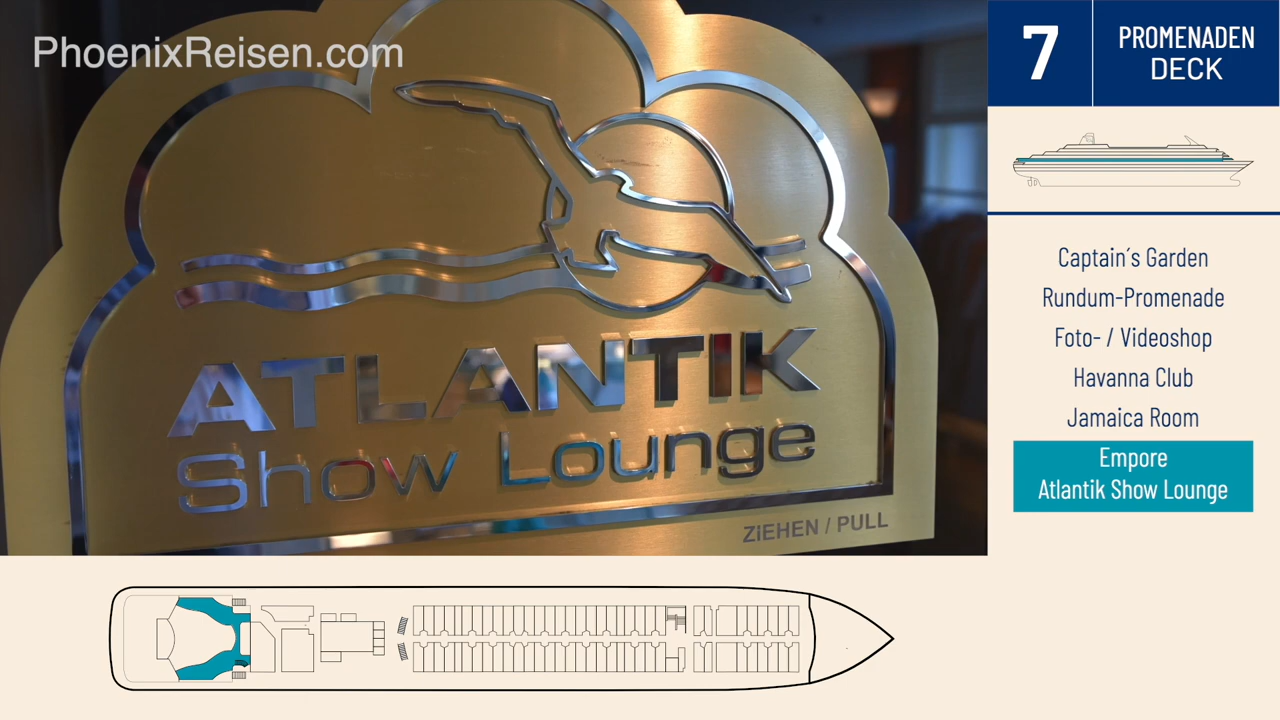 PhoenixReisen.com
ATLANTIK
Show Lounge
ZiEHEN / PULL
7
PROMENADEN
DECK
Captain´s Garden
Rundum-Promenade
Foto- / Videoshop
Havanna Club
Jamaica Room
Empore
Atlantik Show Lounge